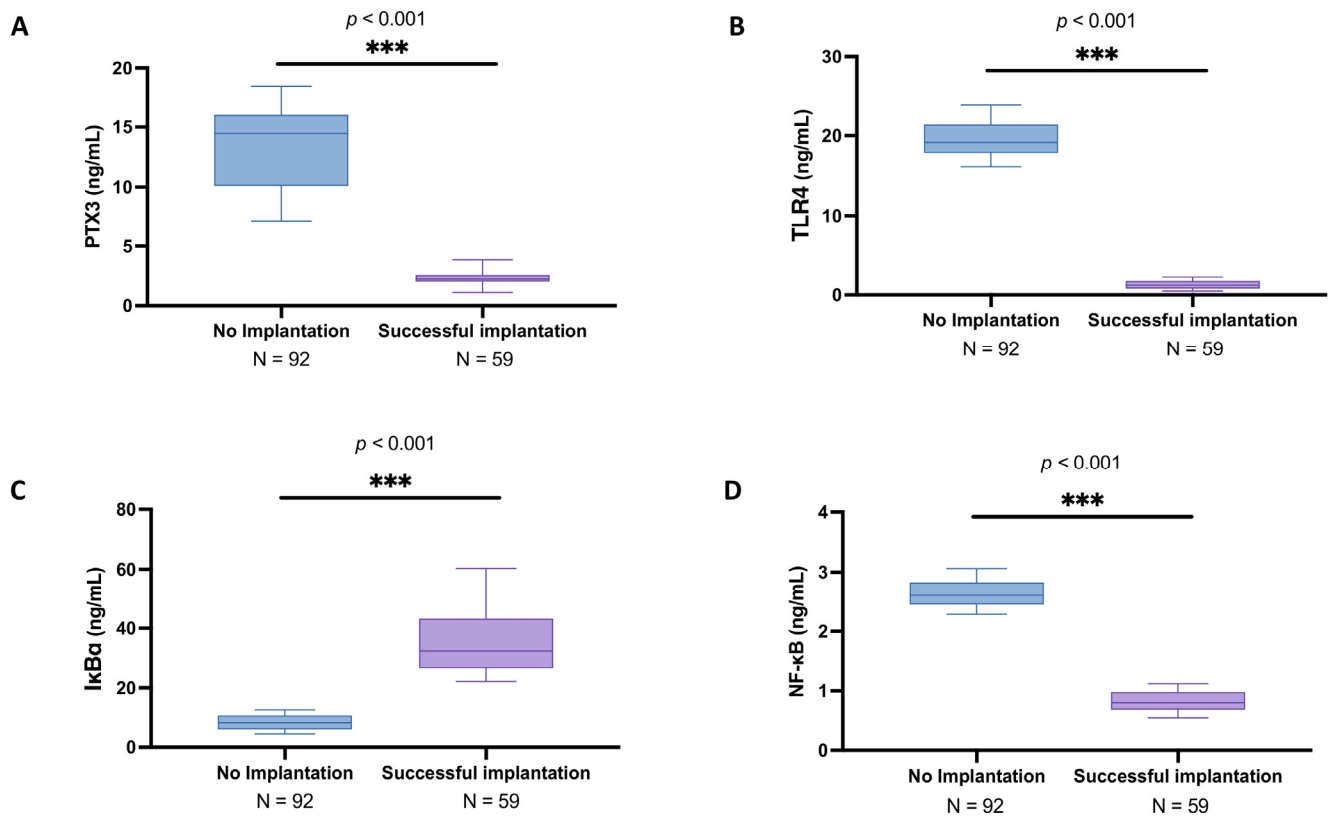 A
p < 0.001
***
PTX3 (ng/mL)
20
15
10
5
0
No Implantation
Successful implantation
N = 92
N = 59
B
p < 0.001
***
TLR4 (ng/mL)
30
20
10
0
No Implantation
Successful implantation
N = 92
N = 59
C
p < 0.001
***
IκBα (ng/mL)
80
60
40
20
0
No Implantation
Successful implantation
N = 92
N = 59
D
p < 0.001
***
NF-κB (ng/mL)
4
3
2
1
0
No Implantation
Successful implantation
N = 92
N = 59